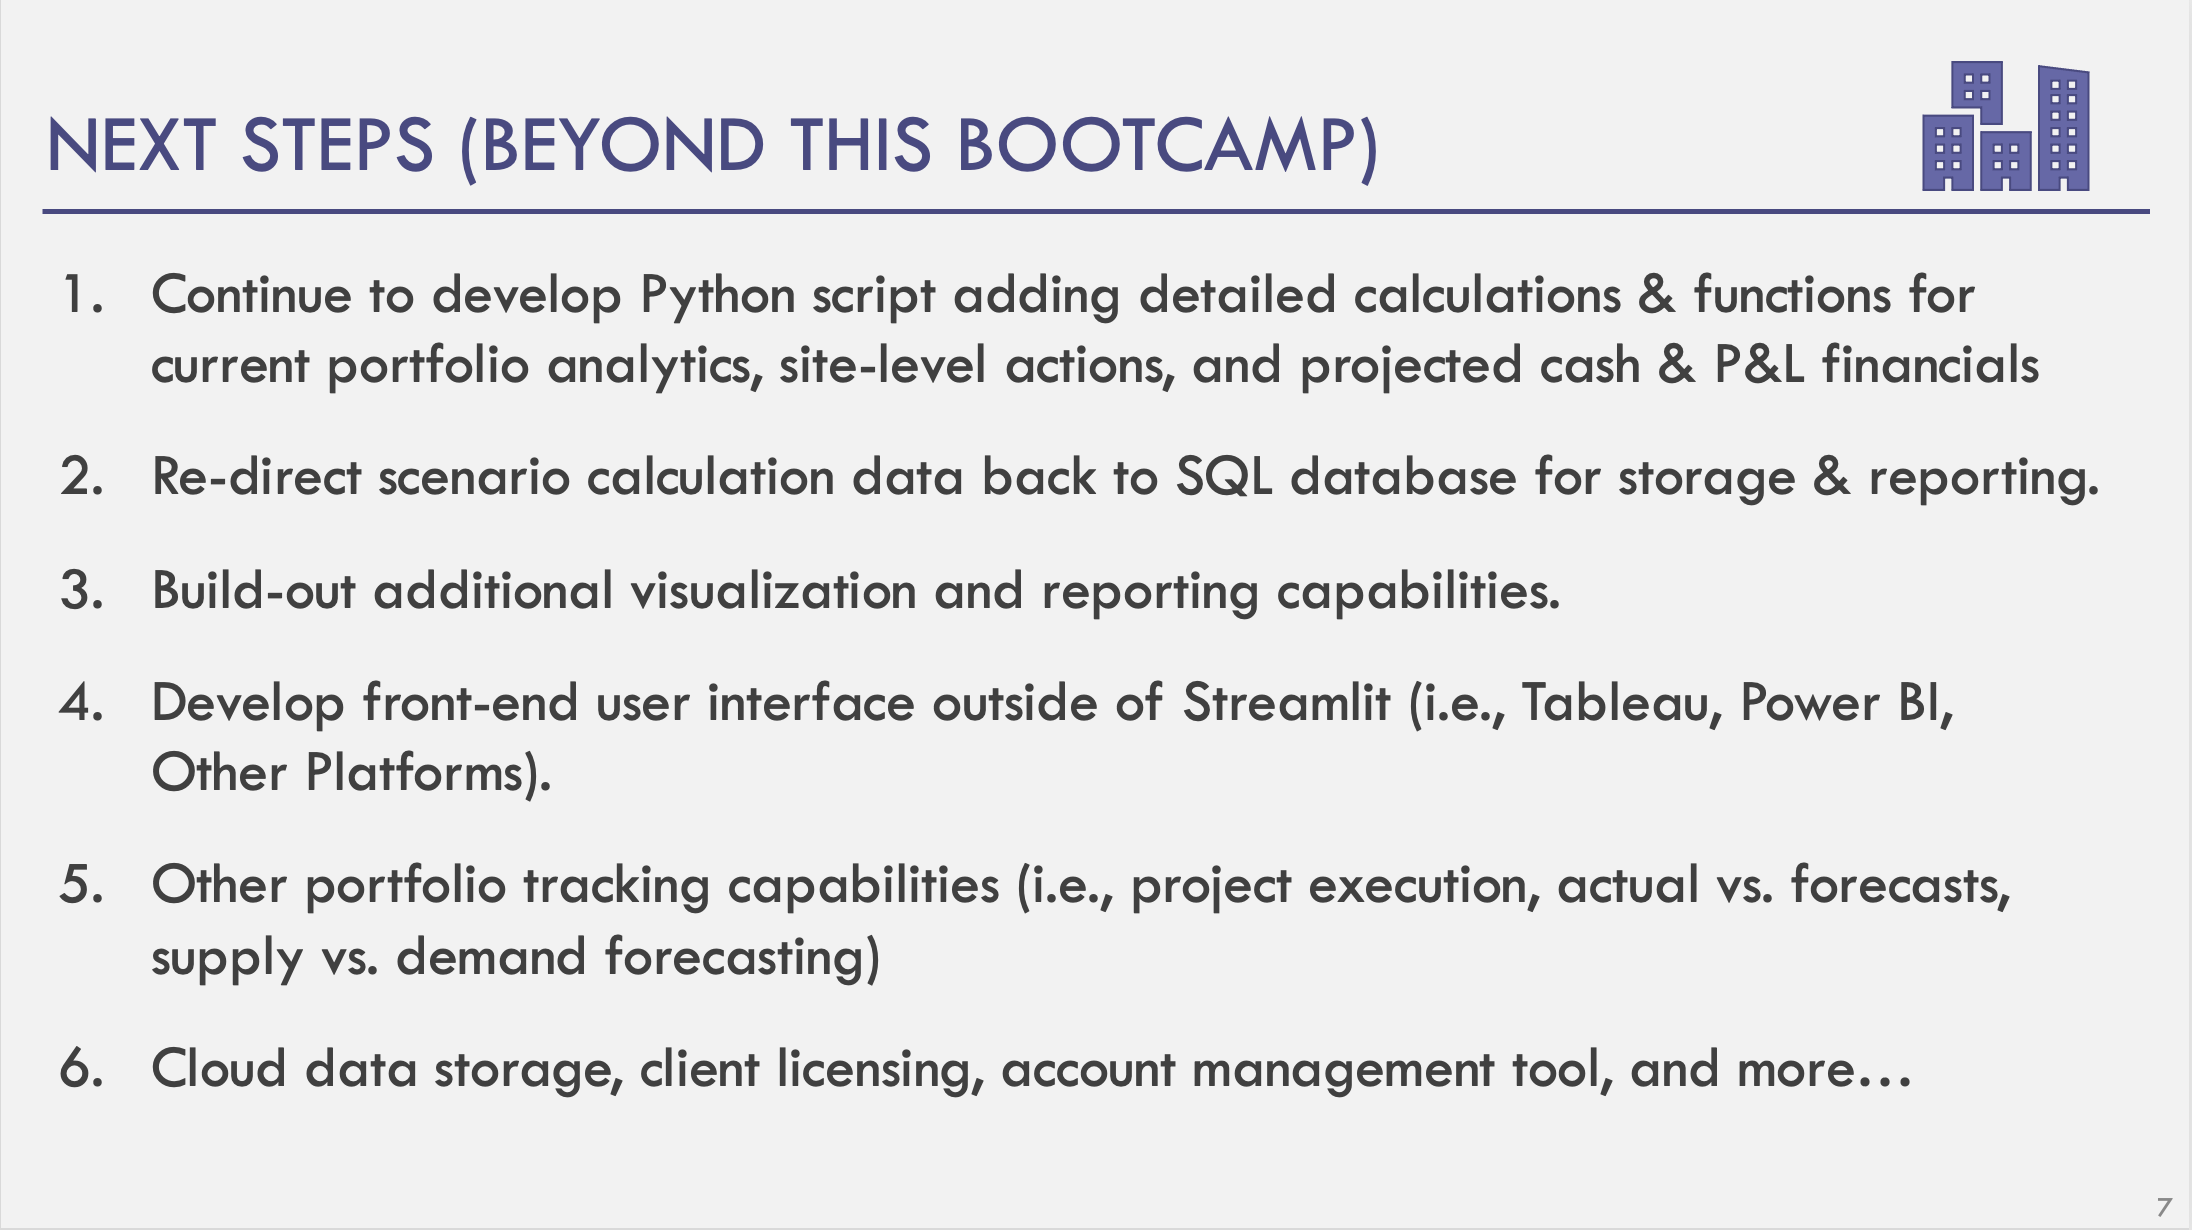 NEXT STEPS (BEYOND THIS BOOTCAMP)
1. Continue to develop Python script adding detailed calculations & functions for
current portfolio analytics, site-level actions, and projected cash & P&L financials
2. Re-direct scenario calculation data back to SQL database for storage & reporting.
3. Build-out additional visualization and reporting capabilities.
4. Develop front-end user interface outside of Streamlit (i.e., Tableau, Power BI,
Other Platforms).
5. Other portfolio tracking capabilities (i.e., project execution, actual vs. forecasts,
supply vs. demand forecasting)
6. Cloud data storage, client licensing, account management tool, and more…
7